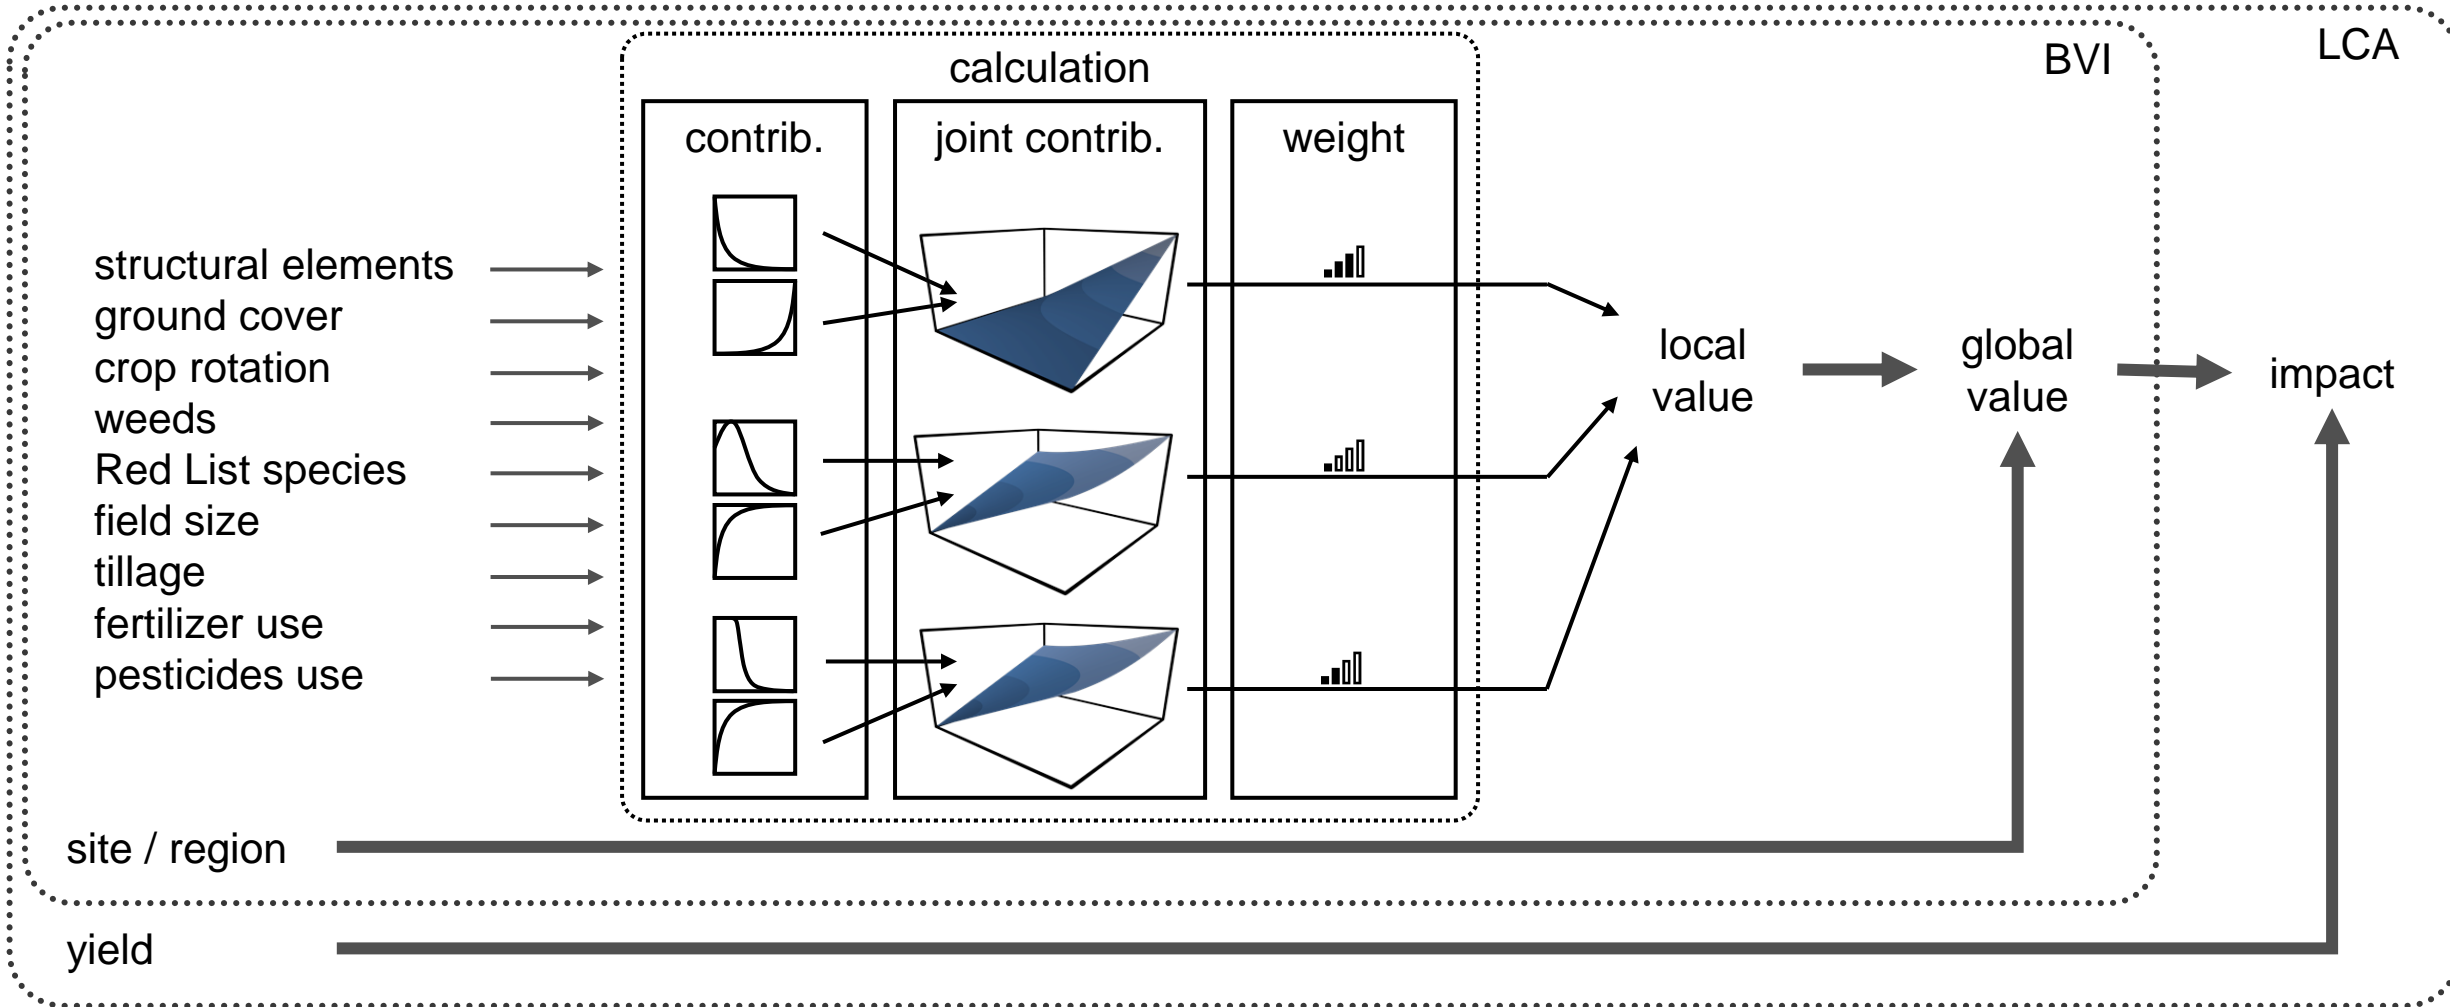 LCA
BVI
calculation
contrib.
joint contrib.
weight
structural elements
ground cover
crop rotation
weeds
Red List species
field size
tillage
fertilizer use
pesticides use
local
value
global
value
impact
site / region
yield